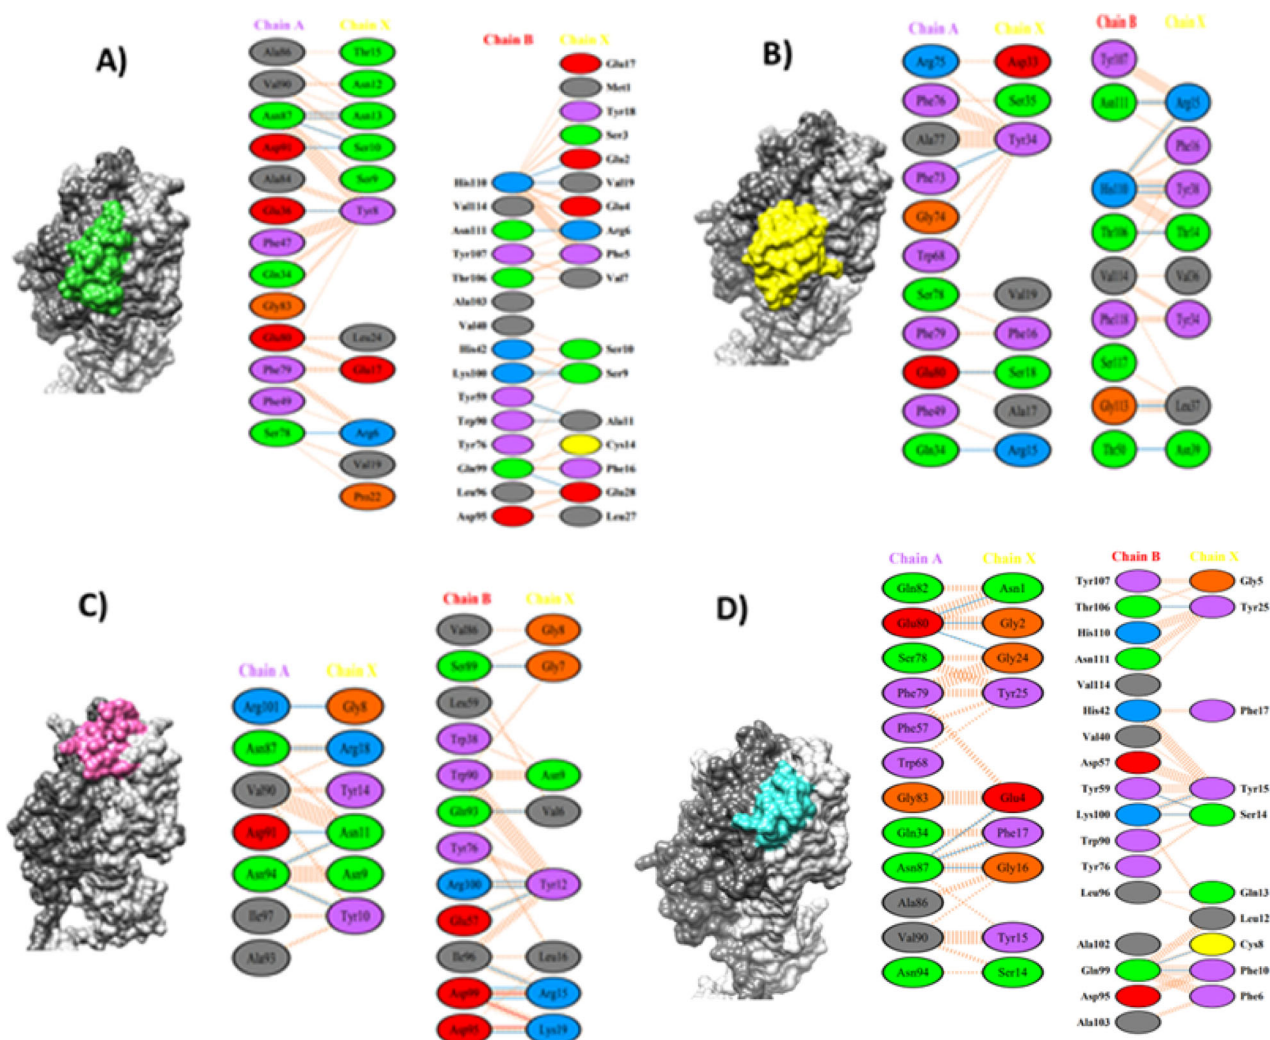 A)
Chain A Chain X
Ala86 Thr15
Val90 Asn12
Asn87 Asn13
Asp91 Ser10
Ala84 Ser9
Glu36 Tyr8
Phe47
Gln34
Gly83
Glu80 Leu24
Phe79 Glu17
Phe49
Ser78 Arg6
Val19
Pro22
Chain B Chain X
Glu17
Met1
Tyr18
Ser3
Glu2
His110 Val19
Val114 Glu4
Asn111 Arg6
Tyr107 Phe5
Thr106 Val7
Ala103
Val40
His42 Ser10
Lys100 Ser9
Tyr59
Trp90 Ala11
Tyr76 Cys14
Gln99 Phe16
Leu96 Glu28
Asp95 Leu27
B)
Chain A Chain X
Arg75 Asp33
Phe76 Ser35
Ala77 Tyr34
Phe73
Gly74
Trp68
Ser78 Val19
Phe79 Phe16
Glu80 Ser18
Phe49 Ala17
Gln34 Arg15
Chain B Chain X
Tyr107
Asn111 Arg15
Phe16
His110 Tyr38
Thr106 Thr14
Val114 Val36
Phe118 Tyr34
Ser117
Gly113 Leu37
Thr50 Asn39
C)
Chain A Chain X
Arg101 Gly8
Asn87 Arg18
Val90 Tyr14
Asp91 Asn11
Asn94 Asn9
Ile97 Tyr10
Ala93
Chain B Chain X
Val86 Gly8
Ser89 Gly7
Leu59
Trp38
Trp90 Asn9
Gln93 Val6
Tyr76
Arg100 Tyr12
Glu57
Ile96 Leu16
Asp99 Arg15
Asp95 Lys19
D)
Chain A Chain X
Gln82 Asn1
Glu80 Gly2
Ser78 Gly24
Phe79 Tyr25
Phe57
Trp68
Gly83 Glu4
Gln34 Phe17
Asn87 Gly16
Ala86
Val90 Tyr15
Asn94 Ser14
Chain B Chain X
Tyr107 Gly5
Thr106 Tyr25
His110
Asn111
Val114
His42 Phe17
Val40
Asp57
Tyr59 Tyr15
Lys100 Ser14
Trp90
Tyr76
Leu96 Gln13
Leu12
Ala102 Cys8
Gln99 Phe10
Asp95 Phe6
Ala103